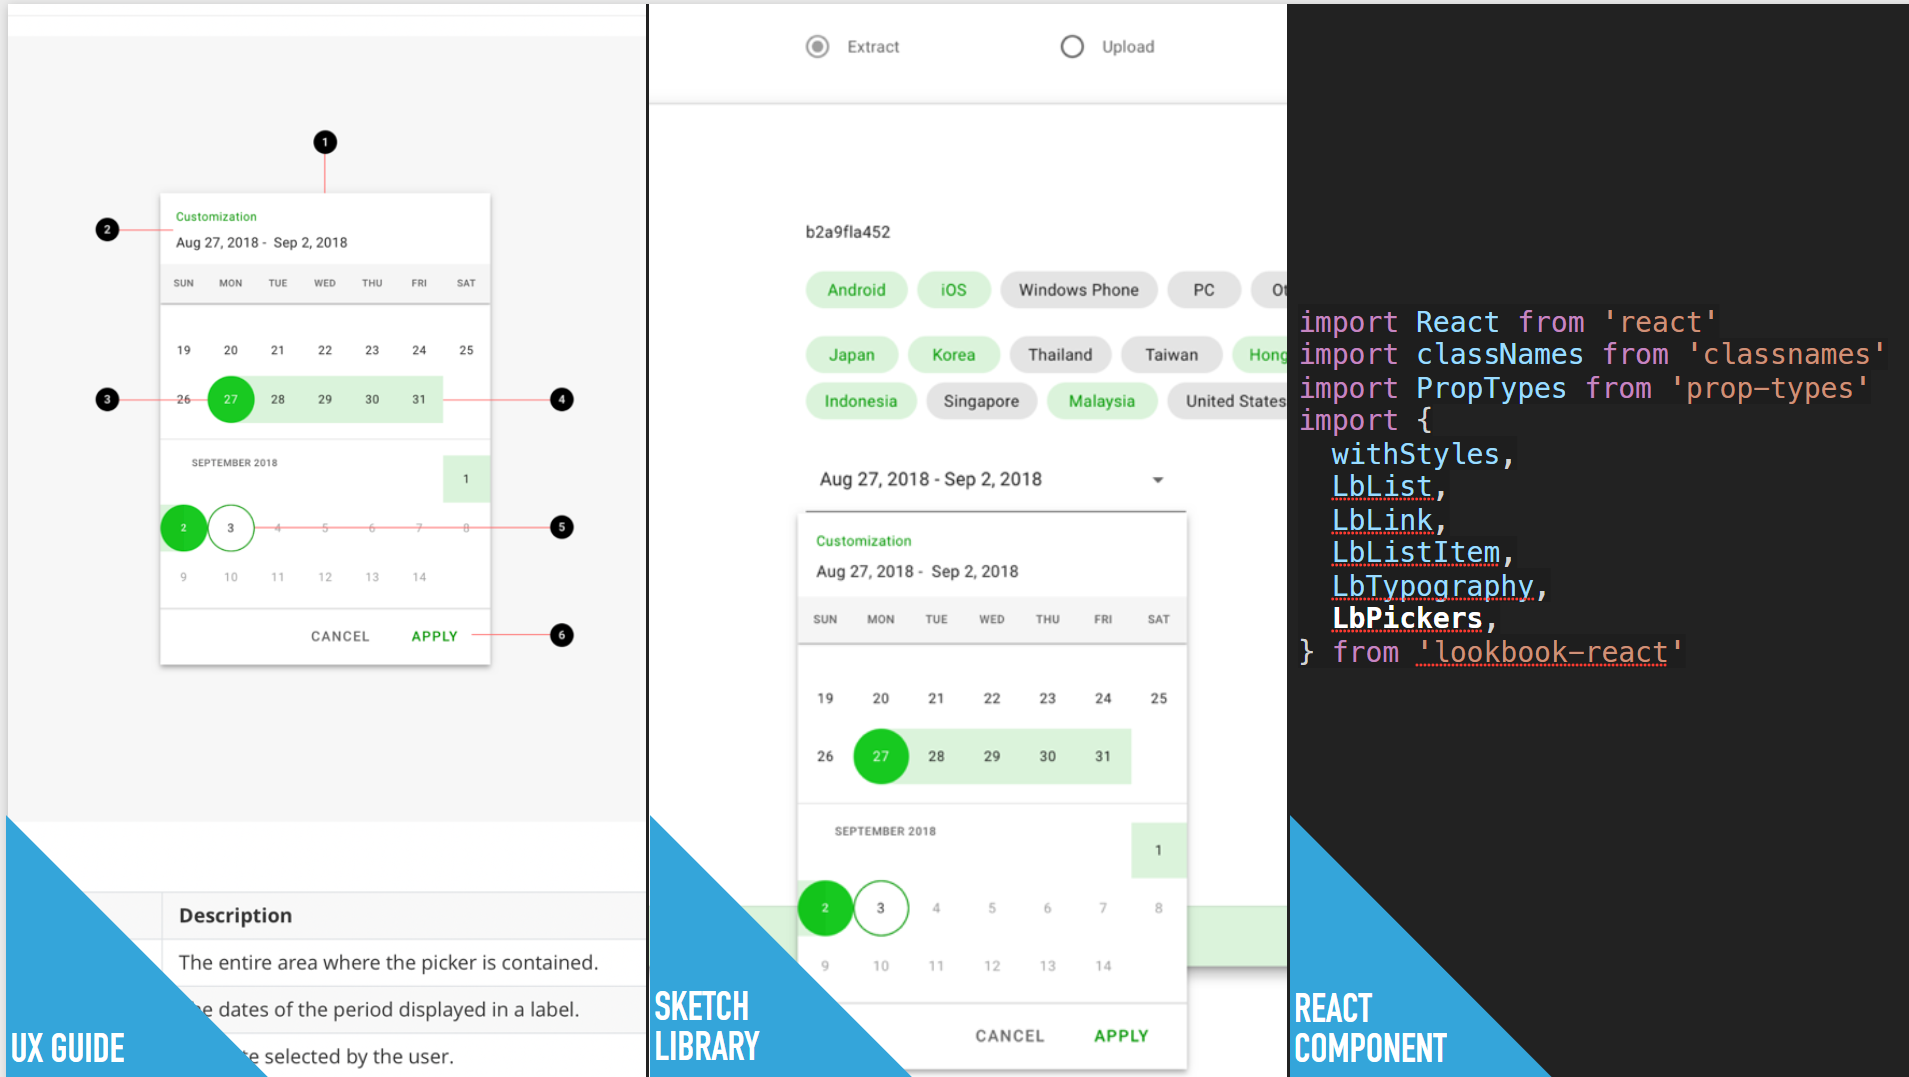 1
2
Customization
Aug 27, 2018 - Sep 2, 2018
SUN MON TUE WED THU FRI SAT
19 20 21 22 23 24 25
3 26 27 28 29 30 31 4
SEPTEMBER 2018
1
2 3 4 5 6 7 8 5
9 10 11 12 13 14
CANCEL APPLY 6
Description
The entire area where the picker is contained.
dates of the period displayed in a label.
selected by the user.
UX GUIDE
Extract Upload
b2a9fla452
Android iOS Windows Phone PC Ot
Japan Korea Thailand Taiwan Hong
Indonesia Singapore Malaysia United States
Aug 27, 2018 - Sep 2, 2018
Customization
Aug 27, 2018 - Sep 2, 2018
SUN MON TUE WED THU FRI SAT
19 20 21 22 23 24 25
26 27 28 29 30 31
SEPTEMBER 2018
1
2 3 4 5 6 7 8
9 10 11 12 13 14
CANCEL APPLY
SKETCH
LIBRARY
import React from 'react'
import classNames from 'classnames'
import PropTypes from 'prop-types'
import {
withStyles,
LbList,
LbLink,
LbListItem,
LbTypography,
LbPickers,
} from 'lookbook-react'
REACT
COMPONENT